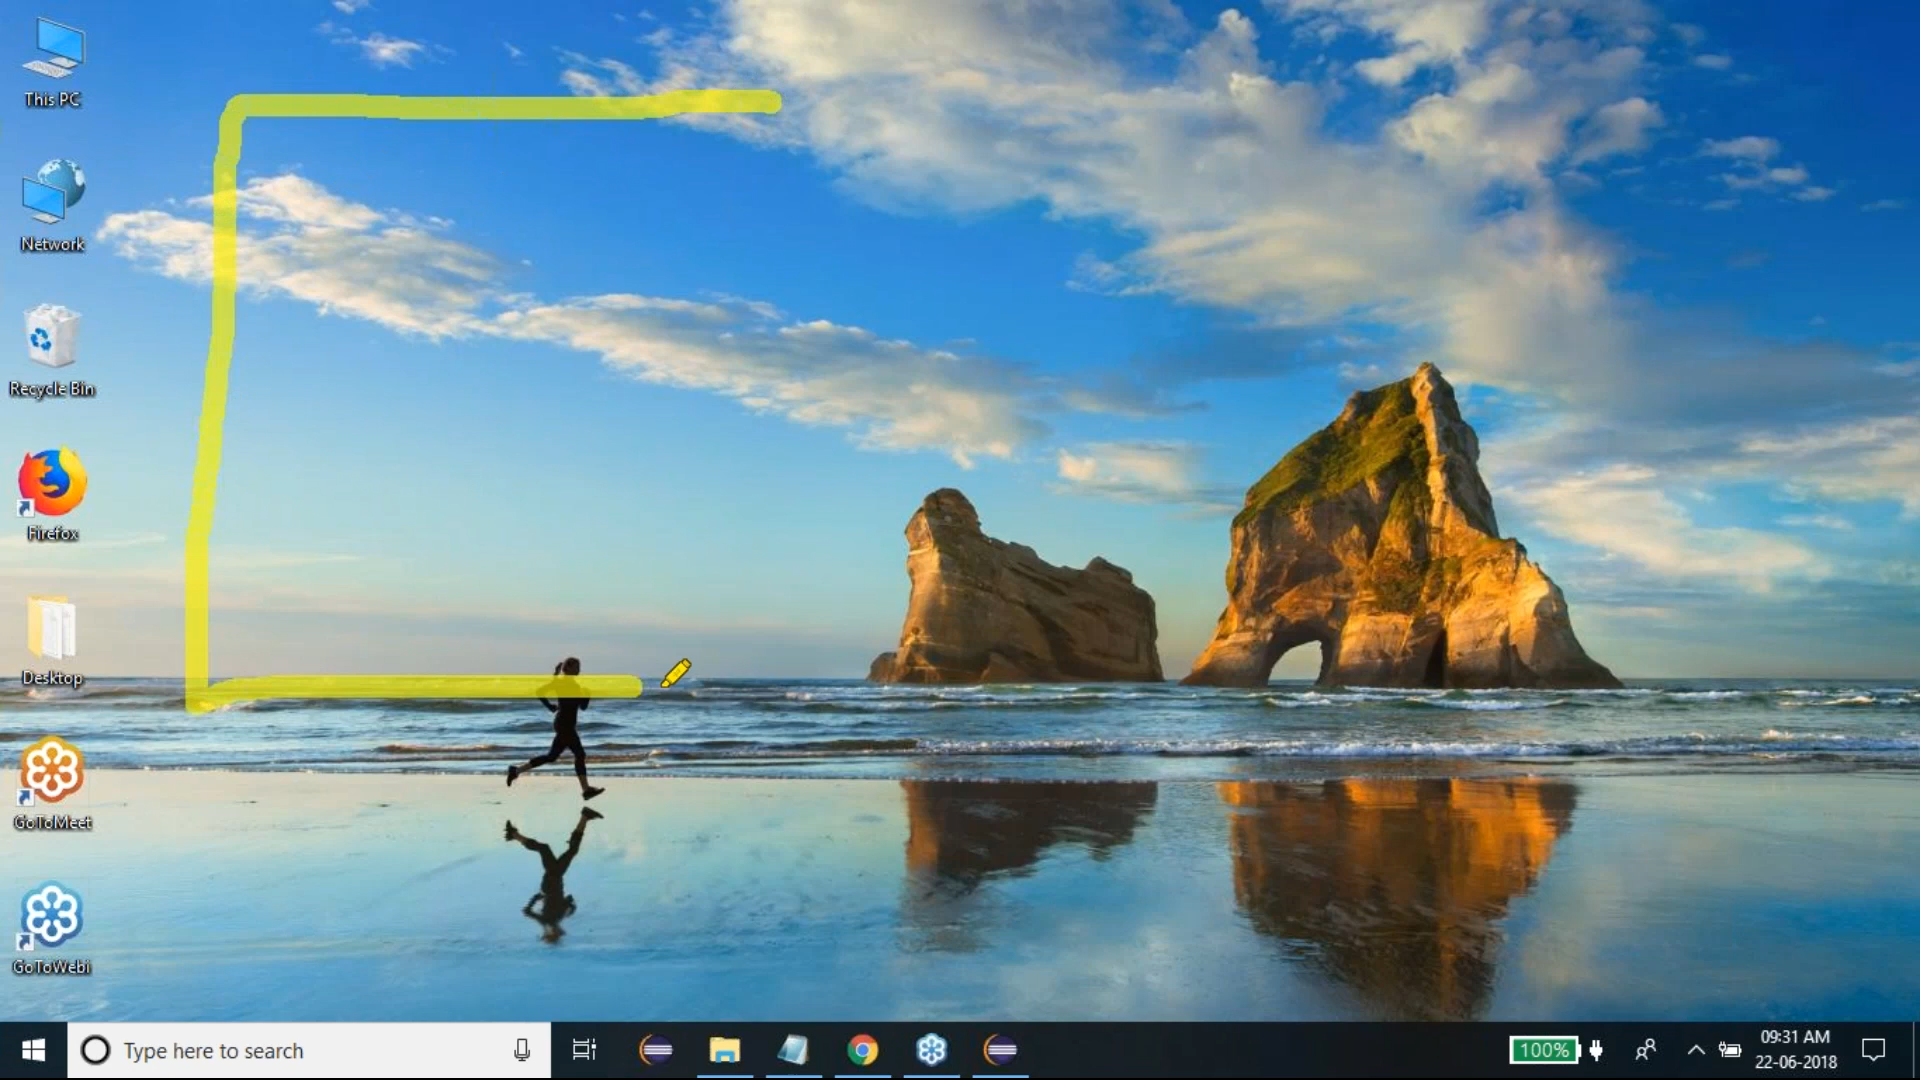 This PC
Network
Recycle Bin
Firefox
Desktop
GoToMeet
GoToWebi
Type here to search
100%
09:31 AM
22-06-2018